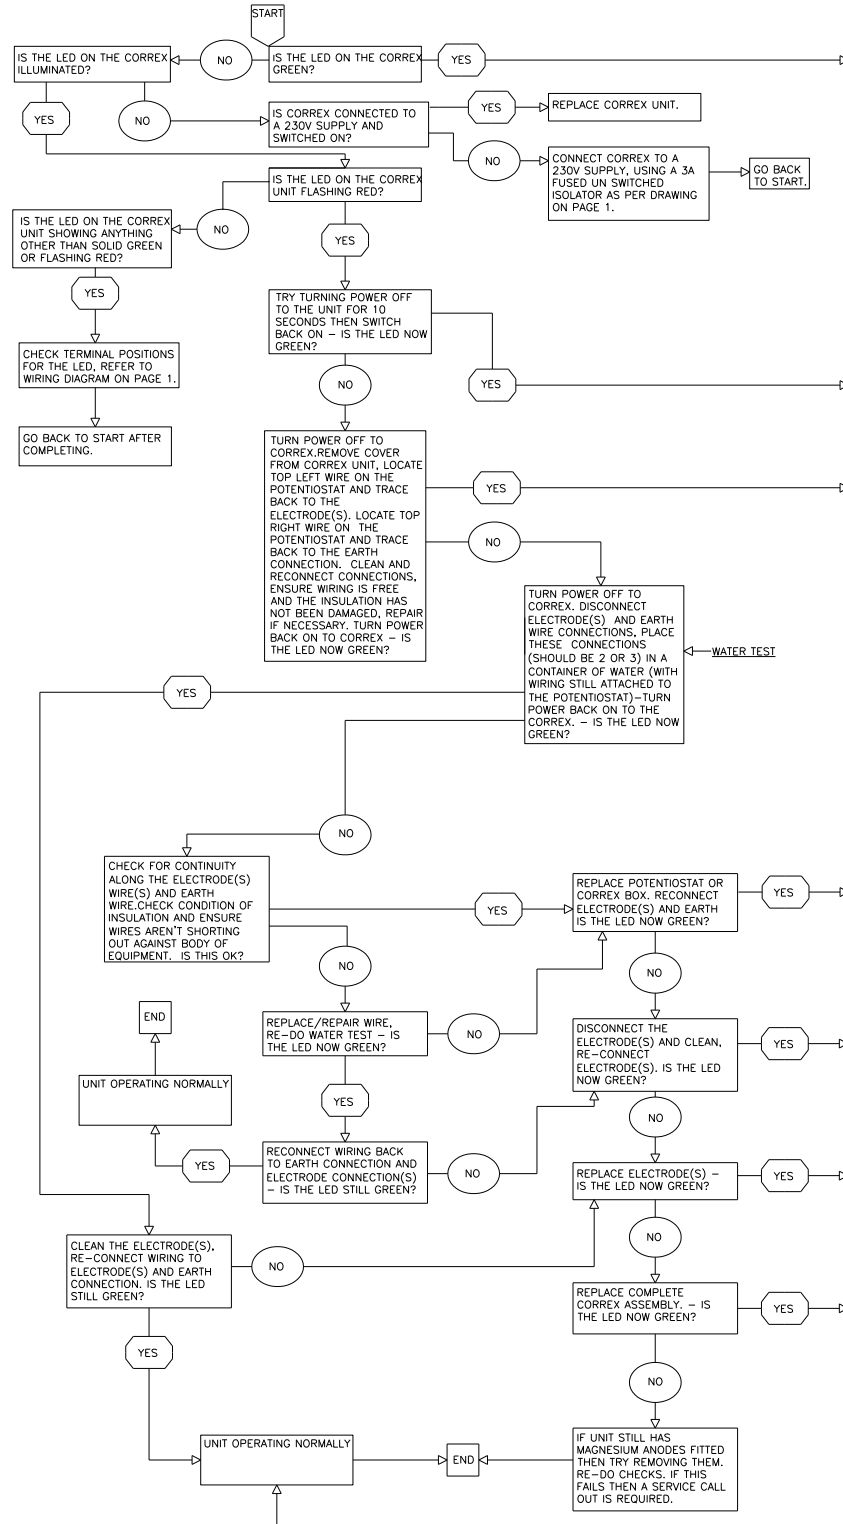 START
IS THE LED ON THE CORREX
ILLUMINATED?
NO
IS THE LED ON THE CORREX
GREEN?
YES
YES
NO
IS CORREX CONNECTED TO
A 230V SUPPLY AND
SWITCHED ON?
YES
REPLACE CORREX UNIT.
NO
CONNECT CORREX TO A
230V SUPPLY, USING A 3A
FUSED UN SWITCHED
ISOLATOR AS PER DRAWING
ON PAGE 1.
GO BACK
TO START.
IS THE LED ON THE CORREX
UNIT FLASHING RED?
IS THE LED ON THE CORREX
UNIT SHOWING ANYTHING
OTHER THAN SOLID GREEN
OR FLASHING RED?
NO
YES
YES
TRY TURNING POWER OFF
TO THE UNIT FOR 10
SECONDS THEN SWITCH
BACK ON – IS THE LED NOW
GREEN?
CHECK TERMINAL POSITIONS
FOR THE LED, REFER TO
WIRING DIAGRAM ON PAGE 1.
NO
YES
GO BACK TO START AFTER
COMPLETING.
TURN POWER OFF TO
CORREX.REMOVE COVER
FROM CORREX UNIT, LOCATE
TOP LEFT WIRE ON THE
POTENTIOSTAT AND TRACE
BACK TO THE
ELECTRODE(S). LOCATE TOP
RIGHT WIRE ON THE
POTENTIOSTAT AND TRACE
BACK TO THE EARTH
CONNECTION. CLEAN AND
RECONNECT CONNECTIONS,
ENSURE WIRING IS FREE
AND THE INSULATION HAS
NOT BEEN DAMAGED, REPAIR
IF NECESSARY. TURN POWER
BACK ON TO CORREX – IS
THE LED NOW GREEN?
YES
NO
TURN POWER OFF TO
CORREX. DISCONNECT
ELECTRODE(S) AND EARTH
WIRE CONNECTIONS, PLACE
THESE CONNECTIONS
(SHOULD BE 2 OR 3) IN A
CONTAINER OF WATER (WITH
WIRING STILL ATTACHED TO
THE POTENTIOSTAT)–TURN
POWER BACK ON TO THE
CORREX. – IS THE LED NOW
GREEN?
WATER TEST
YES
NO
CHECK FOR CONTINUITY
ALONG THE ELECTRODE(S)
WIRE(S) AND EARTH
WIRE.CHECK CONDITION OF
INSULATION AND ENSURE
WIRES AREN'T SHORTING
OUT AGAINST BODY OF
EQUIPMENT. IS THIS OK?
YES
REPLACE POTENTIOSTAT OR
CORREX BOX. RECONNECT
ELECTRODE(S) AND EARTH
IS THE LED NOW GREEN?
YES
NO
NO
END
REPLACE/REPAIR WIRE,
RE–DO WATER TEST – IS
THE LED NOW GREEN?
NO
DISCONNECT THE
ELECTRODE(S) AND CLEAN,
RE–CONNECT
ELECTRODE(S). IS THE LED
NOW GREEN?
YES
UNIT OPERATING NORMALLY
YES
NO
YES
RECONNECT WIRING BACK
TO EARTH CONNECTION AND
ELECTRODE CONNECTION(S)
– IS THE LED STILL GREEN?
NO
REPLACE ELECTRODE(S) –
IS THE LED NOW GREEN?
YES
NO
CLEAN THE ELECTRODE(S),
RE–CONNECT WIRING TO
ELECTRODE(S) AND EARTH
CONNECTION. IS THE LED
STILL GREEN?
NO
REPLACE COMPLETE
CORREX ASSEMBLY. – IS
THE LED NOW GREEN?
YES
YES
NO
UNIT OPERATING NORMALLY
END
IF UNIT STILL HAS
MAGNESIUM ANODES FITTED
THEN TRY REMOVING THEM.
RE–DO CHECKS. IF THIS
FAILS THEN A SERVICE CALL
OUT IS REQUIRED.